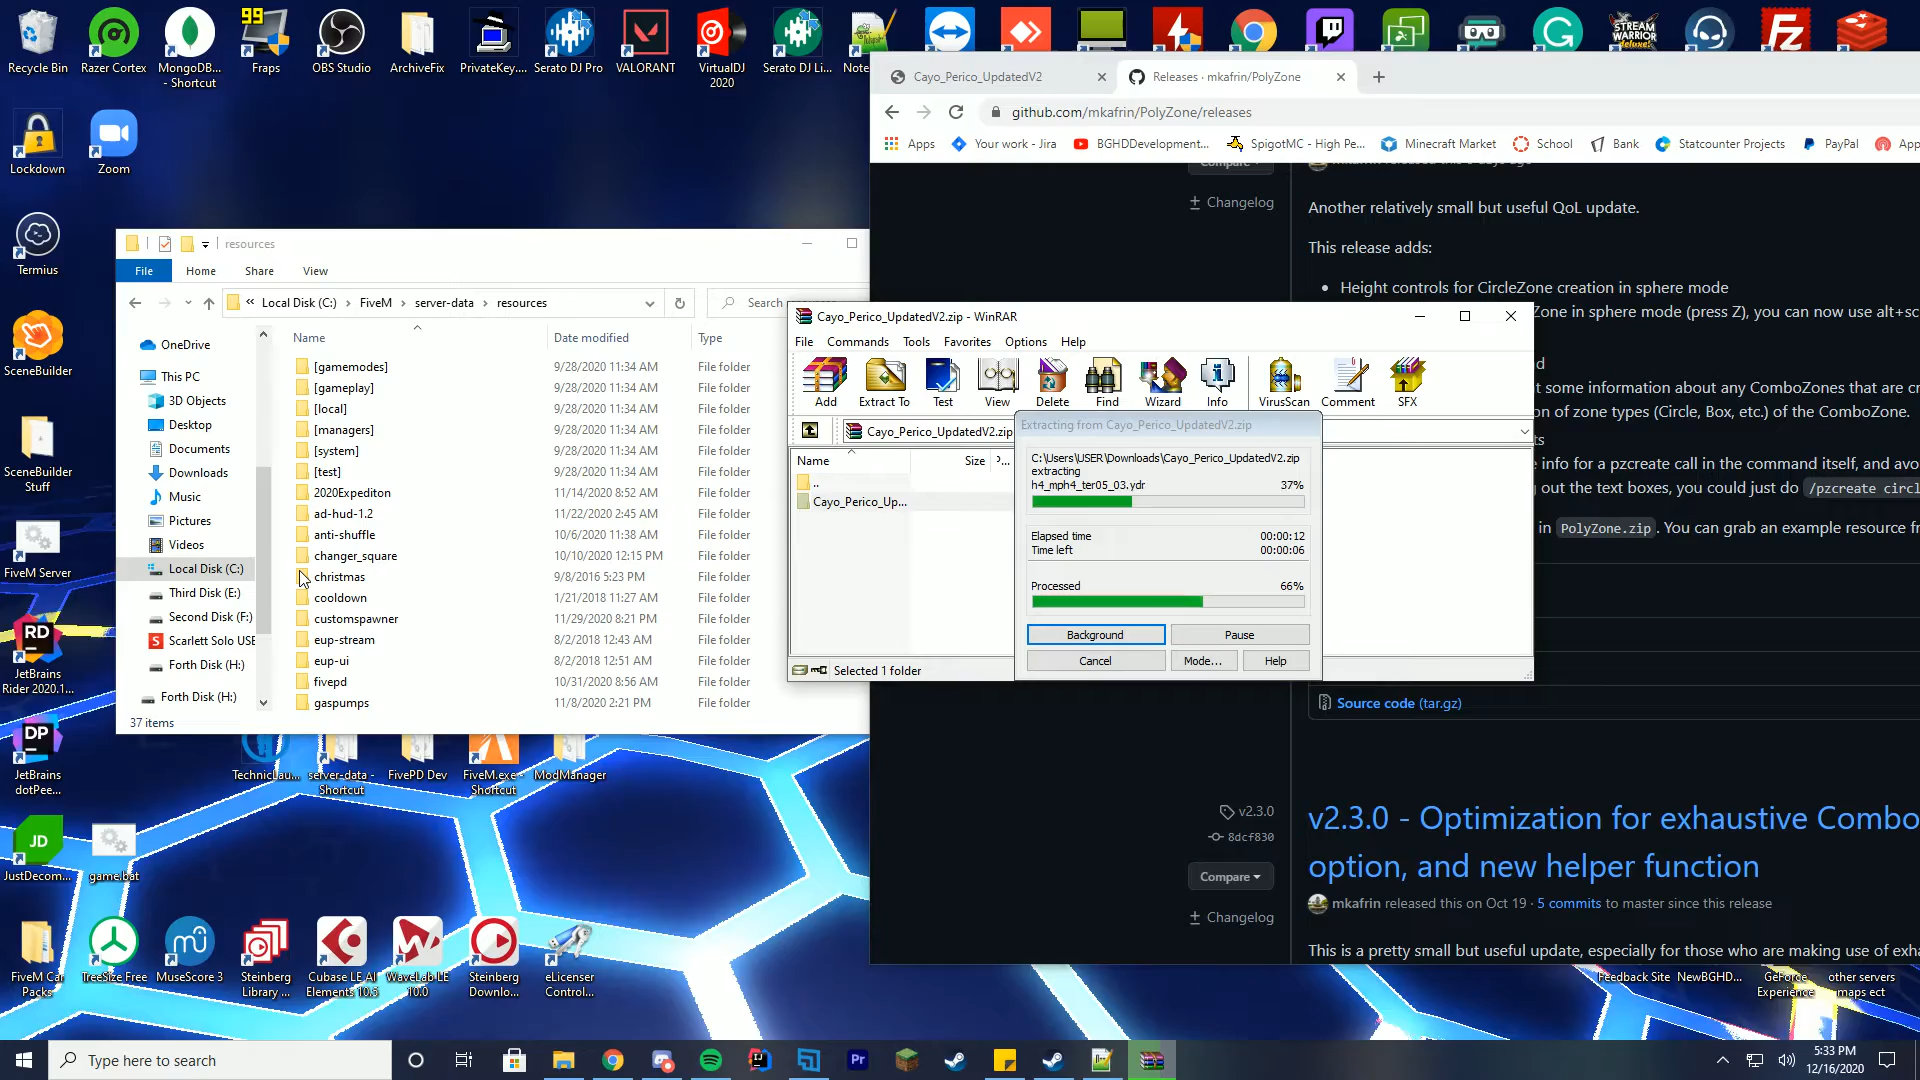 Recycle Bin
Razer Cortex
MongoDB...
- Shortcut
99
Fraps
OBS Studio
ArchiveFix
PrivateKey....
Serato DJ Pro
VALORANT
VirtualDJ
2020
Serato DJ Li...
Note
Lockdown
Zoom
Termius
SceneBuilder
SceneBuilder
Stuff
FiveM Server
RD
JetBrains
Rider 2020.1...
DP
JetBrains
dotPee...
JD
JustDecom...
game.bat
FiveM Car
Packs
TreeSize Free
MuseScore 3
Steinberg
Library ...
Cubase LE AI
Elements 10.5
WaveLab LE
10.0
Steinberg
Downlo...
eLicenser
Control...
TechnicLau...
server-data -
Shortcut
FivePD Dev
FiveM.exe -
Shortcut
ModManager
resources
File
Home
Share
View
« Local Disk (C:) › FiveM › server-data › resources
Search
OneDrive
This PC
3D Objects
Desktop
Documents
Downloads
Music
Pictures
Videos
Local Disk (C:)
Third Disk (E:)
Second Disk (F:)
Scarlett Solo USE
Forth Disk (H:)
Forth Disk (H:)
37 items
Name Date modified Type
[gamemodes] 9/28/2020 11:34 AM File folder
[gameplay] 9/28/2020 11:34 AM File folder
[local] 9/28/2020 11:34 AM File folder
[managers] 9/28/2020 11:34 AM File folder
[system] 9/28/2020 11:34 AM File folder
[test] 9/28/2020 11:34 AM File folder
2020Expediton 11/14/2020 8:52 AM File folder
ad-hud-1.2 11/22/2020 2:45 AM File folder
anti-shuffle 10/6/2020 11:38 AM File folder
changer_square 10/10/2020 12:15 PM File folder
christmas 9/8/2016 5:23 PM File folder
cooldown 1/21/2018 11:27 AM File folder
customspawner 11/29/2020 8:21 PM File folder
eup-stream 8/2/2018 12:43 AM File folder
eup-ui 8/2/2018 12:51 AM File folder
fivepd 10/31/2020 8:56 AM File folder
gaspumps 11/8/2020 2:21 PM File folder
Cayo_Perico_UpdatedV2
Releases · mkafrin/PolyZone
github.com/mkafrin/PolyZone/releases
Apps
Your work - Jira
BGHDDevelopment...
SpigotMC - High Pe...
Minecraft Market
School
Bank
Statcounter Projects
PayPal
App
Changelog
Another relatively small but useful QoL update.
This release adds:
• Height controls for CircleZone creation in sphere mode
Zone in sphere mode (press Z), you can now use alt+sc
d
t some information about any ComboZones that are cr
on of zone types (Circle, Box, etc.) of the ComboZone.
ts
e info for a pzcreate call in the command itself, and avo
out the text boxes, you could just do /pzcreate circl
in PolyZone.zip. You can grab an example resource fr
Source code (tar.gz)
v2.3.0
8dcf830
Compare
Changelog
v2.3.0 - Optimization for exhaustive Combo
option, and new helper function
mkafrin released this on Oct 19 · 5 commits to master since this release
This is a pretty small but useful update, especially for those who are making use of exha
Cayo_Perico_UpdatedV2.zip - WinRAR
File Commands Tools Favorites Options Help
Add
Extract To
Test
View
Delete
Find
Wizard
Info
VirusScan
Comment
SFX
Cayo_Perico_UpdatedV2.zip
Name Size
..
Cayo_Perico_Up...
Selected 1 folder
Extracting from Cayo_Perico_UpdatedV2.zip
C:\Users\USER\Downloads\Cayo_Perico_UpdatedV2.zip
extracting
h4_mph4_ter05_03.ydr 37%
Elapsed time 00:00:12
Time left 00:00:06
Processed 66%
Background
Pause
Cancel
Mode...
Help
Feedback Site
NewBGHD...
GeForce
Experience
other servers
maps ect
Type here to search
Pr
5:33 PM
12/16/2020